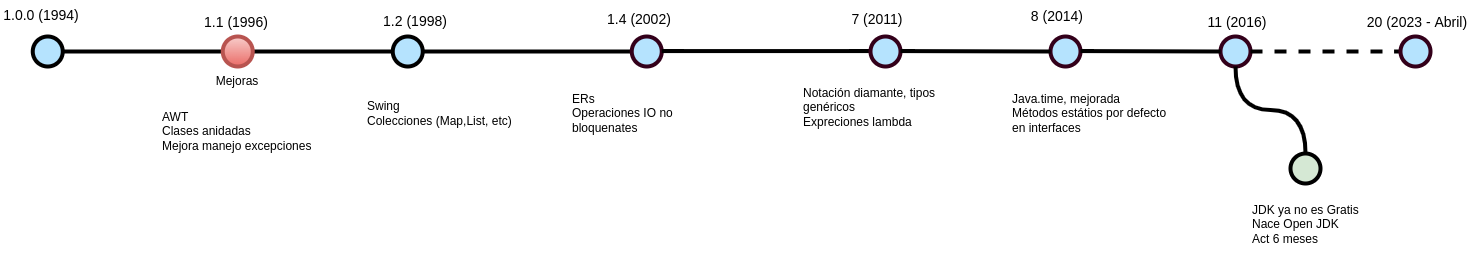 1.0.0 (1994)
1.1 (1996)
1.2 (1998)
1.4 (2002)
7 (2011)
8 (2014)
11 (2016)
20 (2023 - Abril)
Mejoras
AWT
Clases anidadas
Mejora manejo excepciones
Swing
Colecciones (Map,List, etc)
ERs
Operaciones IO no
bloquenates
Notación diamante, tipos
genéricos
Expreciones lambda
Java.time, mejorada
Métodos estátios por defecto
en interfaces
JDK ya no es Gratis
Nace Open JDK
Act 6 meses